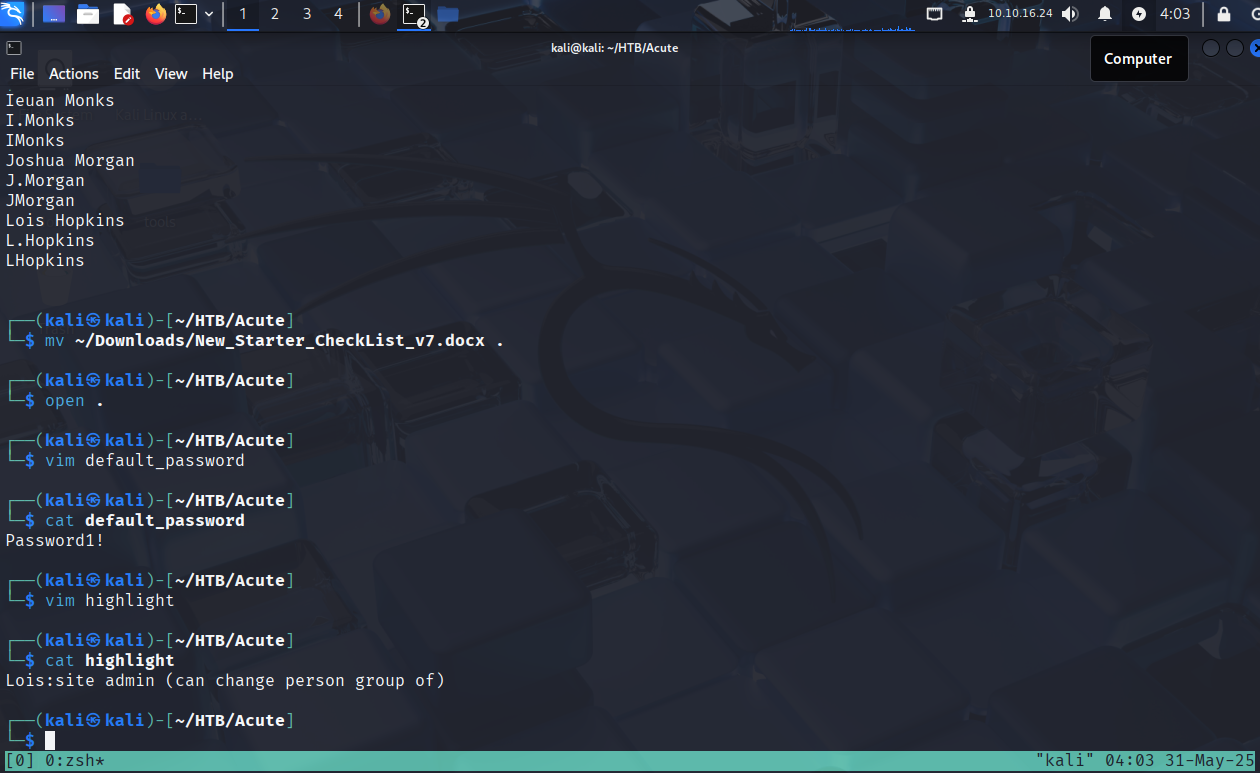 1 2 3 4 2 10.10.16.24 4:03
kali@kali: ~/HTB/Acute
Computer
File Actions Edit View Help
Ieuan Monks
I.Monks
IMonks
Joshua Morgan
J.Morgan
JMorgan
Lois Hopkins
L.Hopkins
LHopkins
┌──(kali㉿kali)-[~/HTB/Acute]
└─$ mv ~/Downloads/New_Starter_CheckList_v7.docx .
┌──(kali㉿kali)-[~/HTB/Acute]
└─$ open .
┌──(kali㉿kali)-[~/HTB/Acute]
└─$ vim default_password
┌──(kali㉿kali)-[~/HTB/Acute]
└─$ cat default_password
Password1!
┌──(kali㉿kali)-[~/HTB/Acute]
└─$ vim highlight
┌──(kali㉿kali)-[~/HTB/Acute]
└─$ cat highlight
Lois:site admin (can change person group of)
┌──(kali㉿kali)-[~/HTB/Acute]
└─$
[0] 0:zsh* "kali" 04:03 31-May-25